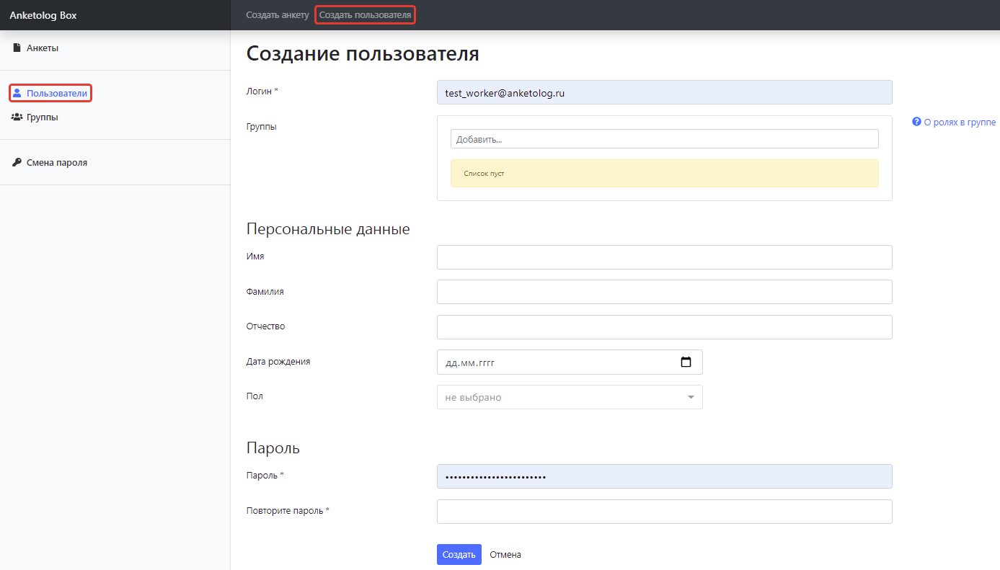 Anketolog Box
Создать анкету Создать пользователя
Анкеты
Пользователи
Группы
Смена пароля
Создание пользователя
Логин *
test_worker@anketolog.ru
Группы
Добавить...
Список пуст
О ролях в группе
Персональные данные
Имя
Фамилия
Отчество
Дата рождения
дд.мм.гггг
Пол
не выбрано
Пароль
Пароль *
••••••••••••••••••••••••
Повторите пароль *
Создать Отмена